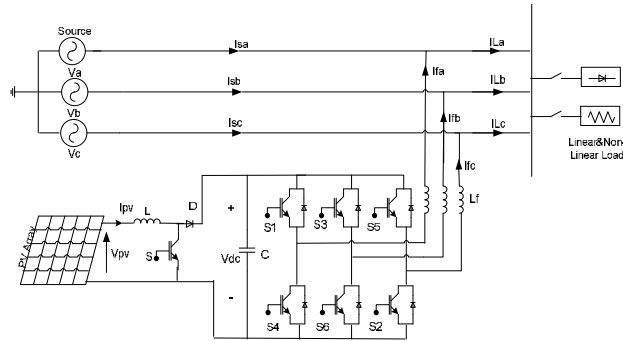 Source
Va
Vb
Vc
Isa
Isb
Isc
ILa
ILb
ILc
Ifa
Ifb
Ifc
Lf
Linear&Non-
Linear Load
PV Array
Ipv
L
D
Vpv
S
+
Vdc
-
C
S1
S3
S5
S4
S6
S2